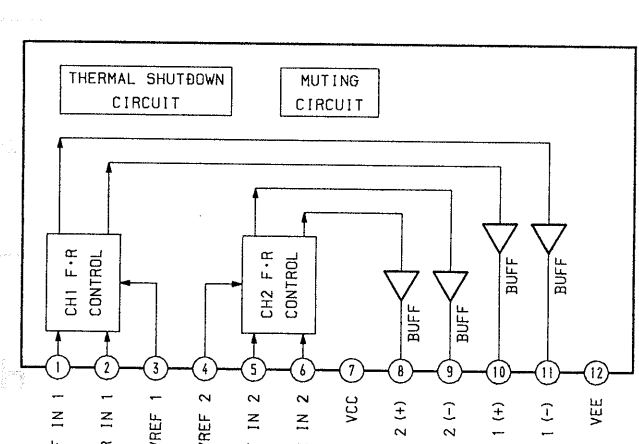 THERMAL SHUTDOWN
CIRCUIT
MUTING
CIRCUIT
CH1 F·R
CONTROL
CH2 F·R
CONTROL
BUFF
BUFF
BUFF
BUFF
1
2
3
4
5
6
7
8
9
10
11
12
IN 1
R IN 1
VREF 1
VREF 2
IN 2
IN 2
VCC
2 (+)
2 (-)
1 (+)
1 (-)
VEE